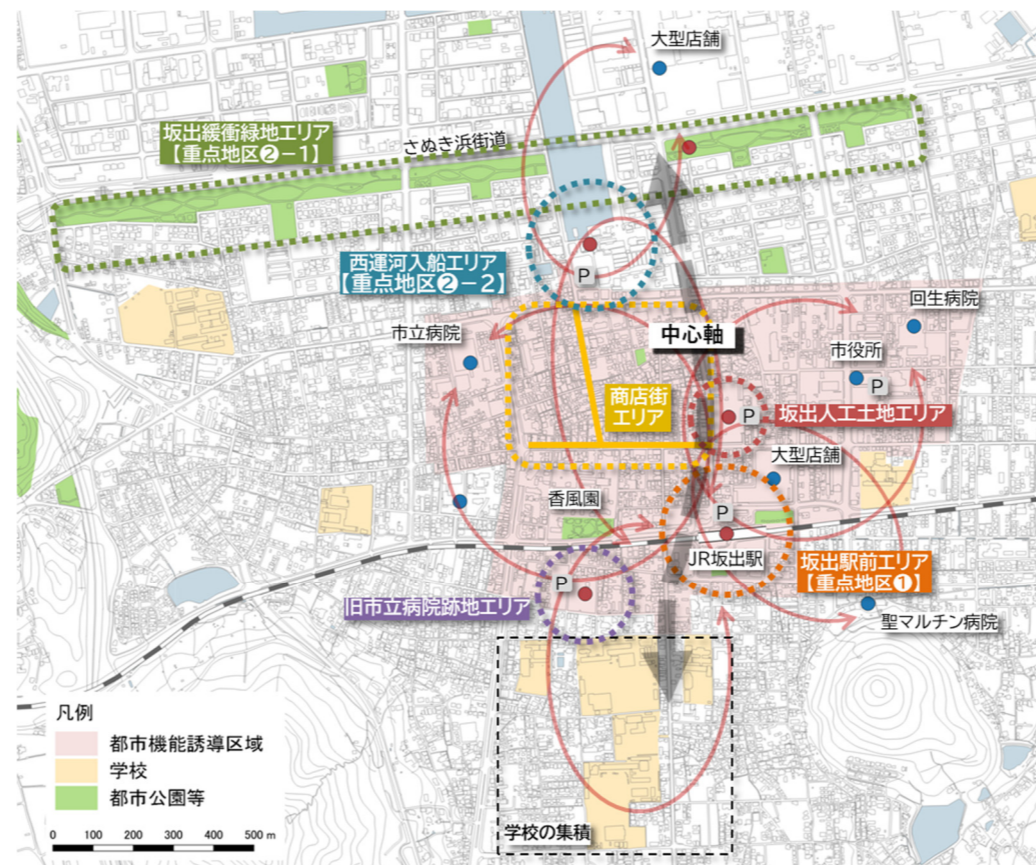 大型店舗
坂出緩衝緑地エリア
【重点地区❷－1】
さぬき浜街道
西運河入船エリア
【重点地区❷－2】
P
市立病院
中心軸
回生病院
市役所
P
商店街
エリア
P
坂出人工土地エリア
大型店舗
香風園
P
JR坂出駅
坂出駅前エリア
【重点地区❶】
P
旧市立病院跡地エリア
聖マルチン病院
凡例
都市機能誘導区域
学校
都市公園等
0 100 200 300 400 500 m
学校の集積